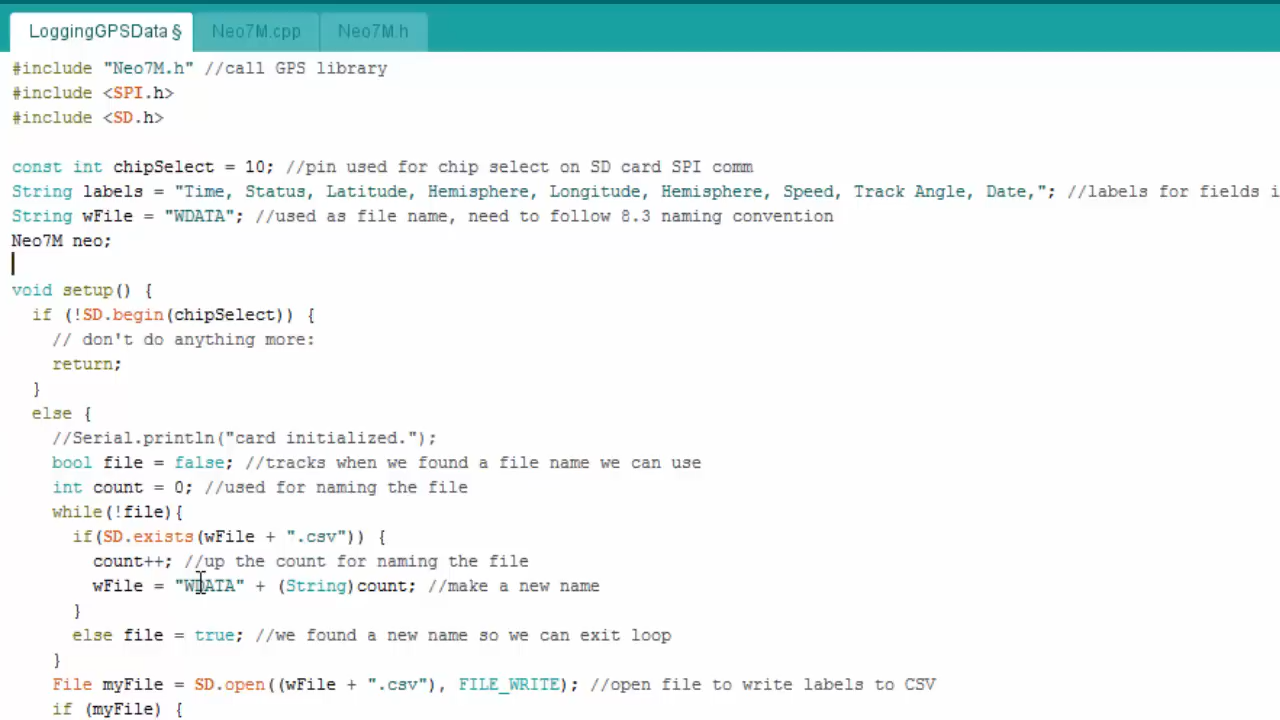 LoggingGPSData § Neo7M.cpp Neo7M.h
#include "Neo7M.h" //call GPS library
#include <SPI.h>
#include <SD.h>
const int chipSelect = 10; //pin used for chip select on SD card SPI comm
String labels = "Time, Status, Latitude, Hemisphere, Longitude, Hemisphere, Speed, Track Angle, Date,"; //labels for fields i
String wFile = "WDATA"; //used as file name, need to follow 8.3 naming convention
Neo7M neo;
void setup() {
if (!SD.begin(chipSelect)) {
// don't do anything more:
return;
}
else {
//Serial.println("card initialized.");
bool file = false; //tracks when we found a file name we can use
int count = 0; //used for naming the file
while(!file){
if(SD.exists(wFile + ".csv")) {
count++; //up the count for naming the file
wFile = "WDATA" + (String)count; //make a new name
}
else file = true; //we found a new name so we can exit loop
}
File myFile = SD.open((wFile + ".csv"), FILE_WRITE); //open file to write labels to CSV
if (myFile) {